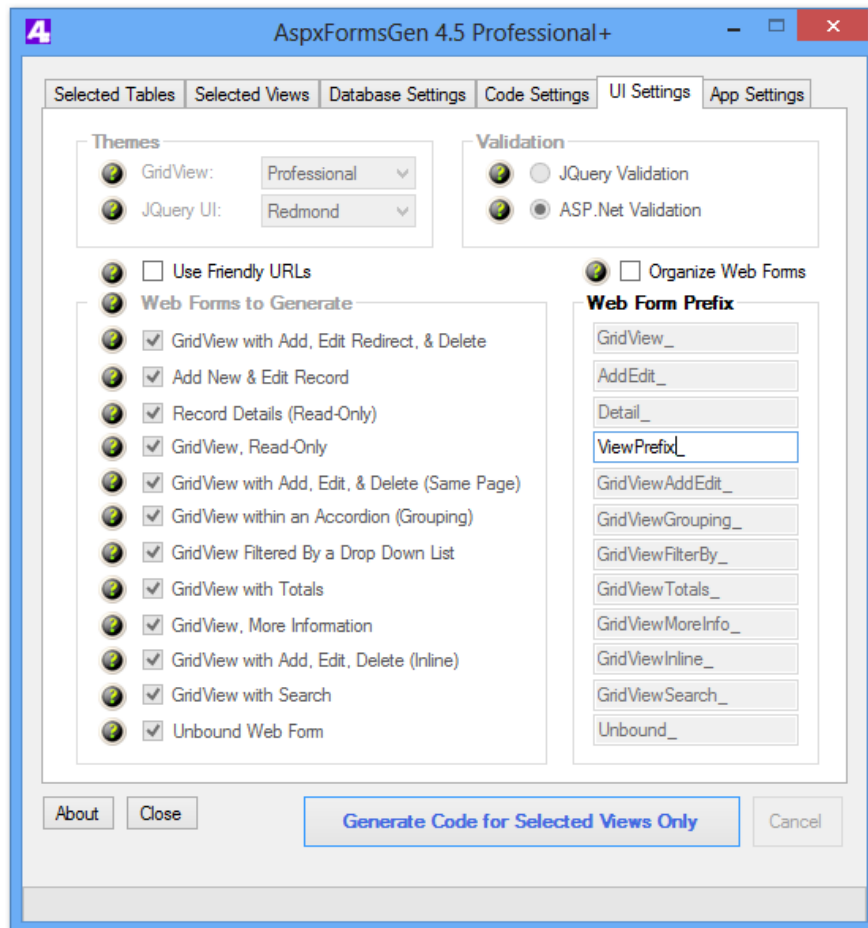 AspxFormsGen 4.5 Professional+
Selected Tables Selected Views Database Settings Code Settings UI Settings App Settings
Themes Validation
GridView: Professional JQuery Validation
JQuery UI: Redmond ASP.Net Validation
Use Friendly URLs Organize Web Forms
Web Forms to Generate Web Form Prefix
GridView with Add, Edit Redirect, & Delete GridView_
Add New & Edit Record AddEdit_
Record Details (Read-Only) Detail_
GridView, Read-Only ViewPrefix_
GridView with Add, Edit, & Delete (Same Page) GridViewAddEdit_
GridView within an Accordion (Grouping) GridViewGrouping_
GridView Filtered By a Drop Down List GridViewFilterBy_
GridView with Totals GridViewTotals_
GridView, More Information GridViewMoreInfo_
GridView with Add, Edit, Delete (Inline) GridViewInline_
GridView with Search GridViewSearch_
Unbound Web Form Unbound_
About Close Generate Code for Selected Views Only Cancel